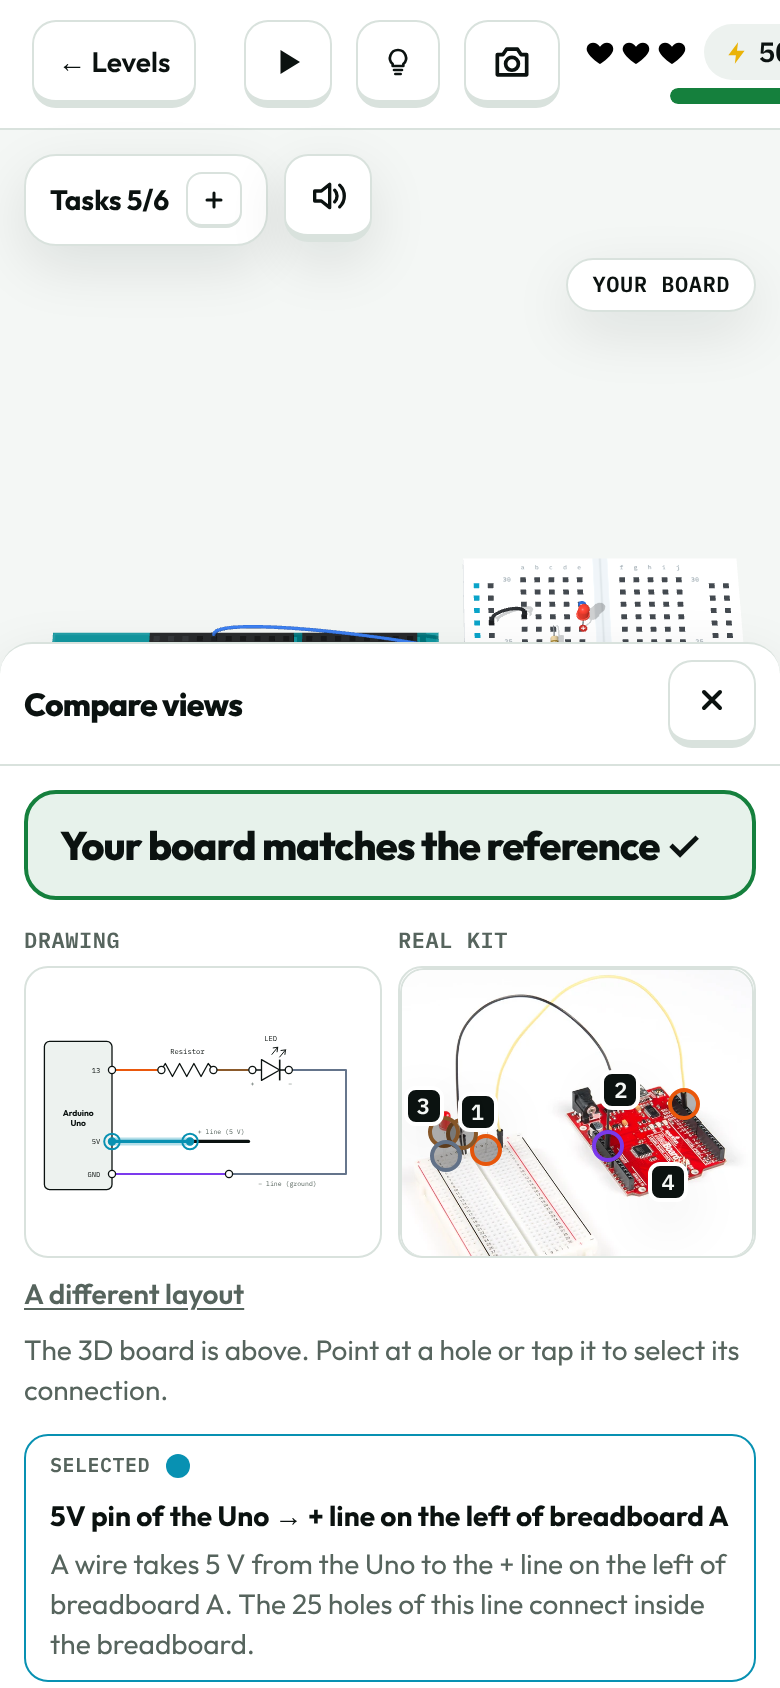 ← Levels
Tasks 5/6
+
YOUR BOARD
a b c d e f g h i j
30 30
Compare views
Your board matches the reference ✓
DRAWING
REAL KIT
LED
Resistor
13
+ -
Arduino
Uno
+ line (5 V)
5V
GND
− line (ground)
3 1 2
4
A different layout
The 3D board is above. Point at a hole or tap it to select its
connection.
SELECTED
5V pin of the Uno → + line on the left of breadboard A
A wire takes 5 V from the Uno to the + line on the left of
breadboard A. The 25 holes of this line connect inside
the breadboard.